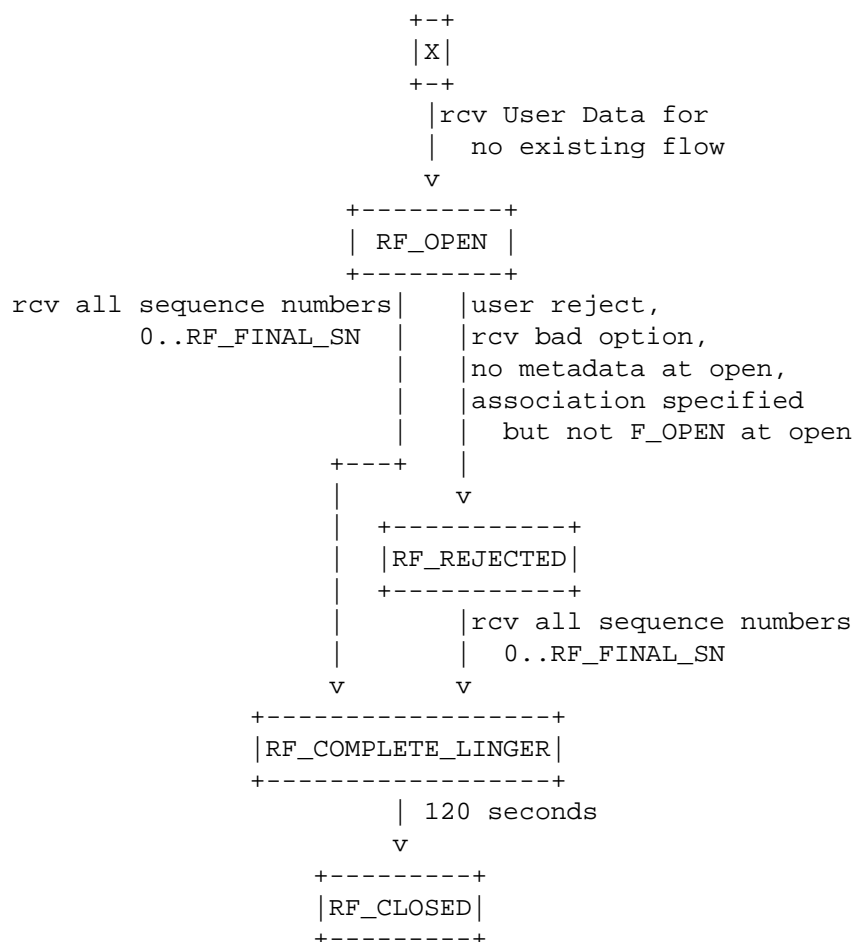 X
rcv User Data for
no existing flow
RF_OPEN
rcv all sequence numbers
0..RF_FINAL_SN
user reject,
rcv bad option,
no metadata at open,
association specified
but not F_OPEN at open
RF_REJECTED
rcv all sequence numbers
0..RF_FINAL_SN
RF_COMPLETE_LINGER
120 seconds
RF_CLOSED